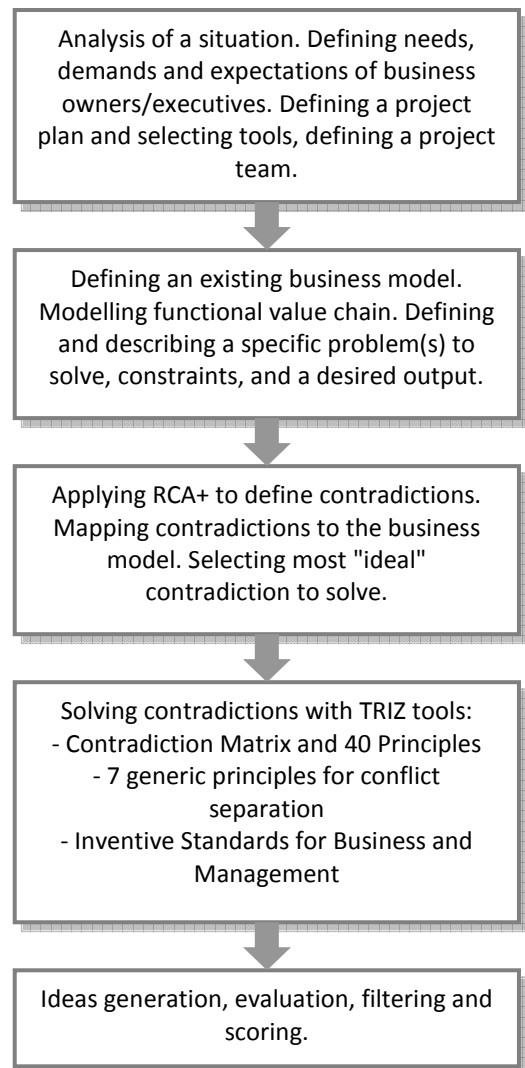 Analysis of a situation. Defining needs,
demands and expectations of business
owners/executives. Defining a project
plan and selecting tools, defining a project
team.
Defining an existing business model.
Modelling functional value chain. Defining
and describing a specific problem(s) to
solve, constraints, and a desired output.
Applying RCA+ to define contradictions.
Mapping contradictions to the business
model. Selecting most "ideal"
contradiction to solve.
Solving contradictions with TRIZ tools:
- Contradiction Matrix and 40 Principles
- 7 generic principles for conflict
separation
- Inventive Standards for Business and
Management
Ideas generation, evaluation, filtering and
scoring.